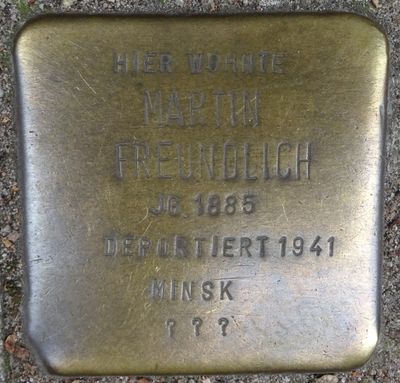 HIER WOHNTE
MARTIN
FREUNDLICH
JG. 1885
DEPORTIERT 1941
MINSK
? ? ?